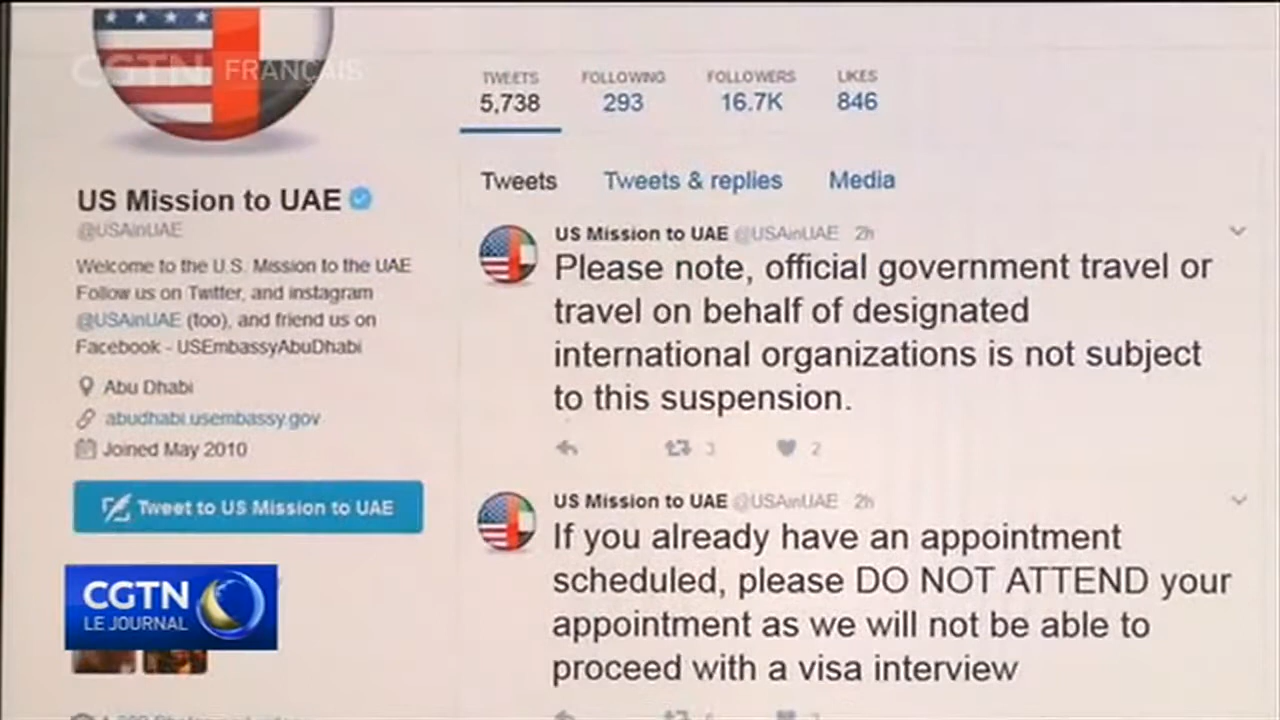 CGTN FRANÇAIS
TWEETS FOLLOWING FOLLOWERS LIKES
5,738 293 16.7K 846
Tweets Tweets & replies Media
US Mission to UAE
@USAinUAE
Welcome to the U.S. Mission to the UAE
Follow us on Twitter, and instagram
@USAinUAE (too), and friend us on
Facebook - USEmbassyAbuDhabi
Abu Dhabi
abudhabi.usembassy.gov
Joined May 2010
Tweet to US Mission to UAE
US Mission to UAE @USAinUAE 2h
Please note, official government travel or
travel on behalf of designated
international organizations is not subject
to this suspension.
3 2
US Mission to UAE @USAinUAE 2h
If you already have an appointment
scheduled, please DO NOT ATTEND your
appointment as we will not be able to
proceed with a visa interview
CGTN
LE JOURNAL